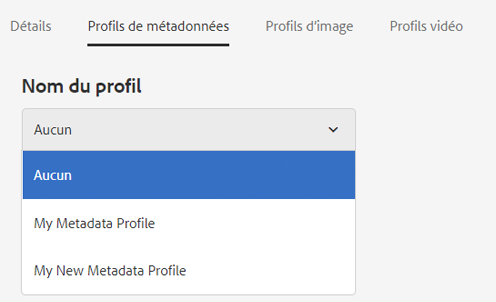 Détails Profils de métadonnées Profils d'image Profils vidéo
Nom du profil
Aucun
Aucun
My Metadata Profile
My New Metadata Profile